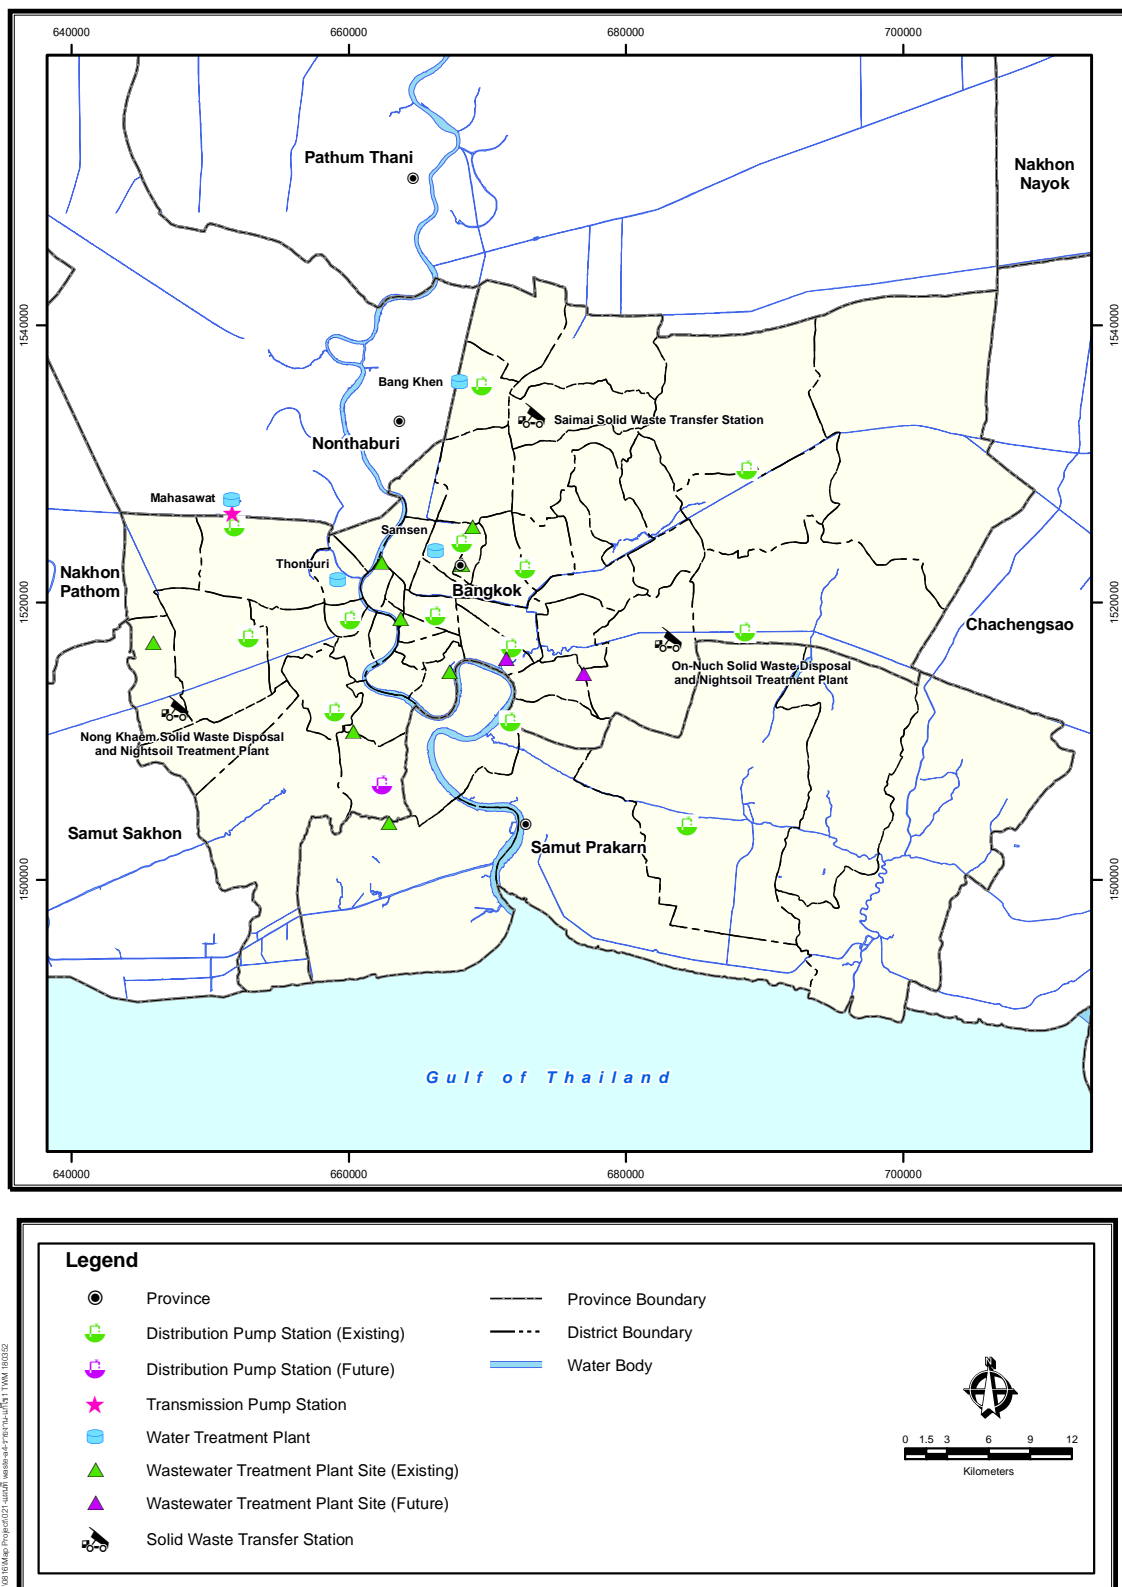 640000
660000
680000
700000
Pathum Thani
Nakhon
Nayok
1540000
1540000
Bang Khen
Saimai Solid Waste Transfer Station
Nonthaburi
Mahasawat
Samsen
Thonburi
Nakhon
Pathom
Bangkok
1520000
1520000
Chachengsao
On-Nuch Solid Waste Disposal
and Nightsoil Treatment Plant
Nong Khaem Solid Waste Disposal
and Nightsoil Treatment Plant
Samut Sakhon
Samut Prakarn
1500000
1500000
Gulf of Thailand
640000
660000
680000
700000
Legend
Province
Distribution Pump Station (Existing)
Distribution Pump Station (Future)
Transmission Pump Station
Water Treatment Plant
Wastewater Treatment Plant Site (Existing)
Wastewater Treatment Plant Site (Future)
Solid Waste Transfer Station
Province Boundary
District Boundary
Water Body
N
0 1.5 3 6 9 12
Kilometers